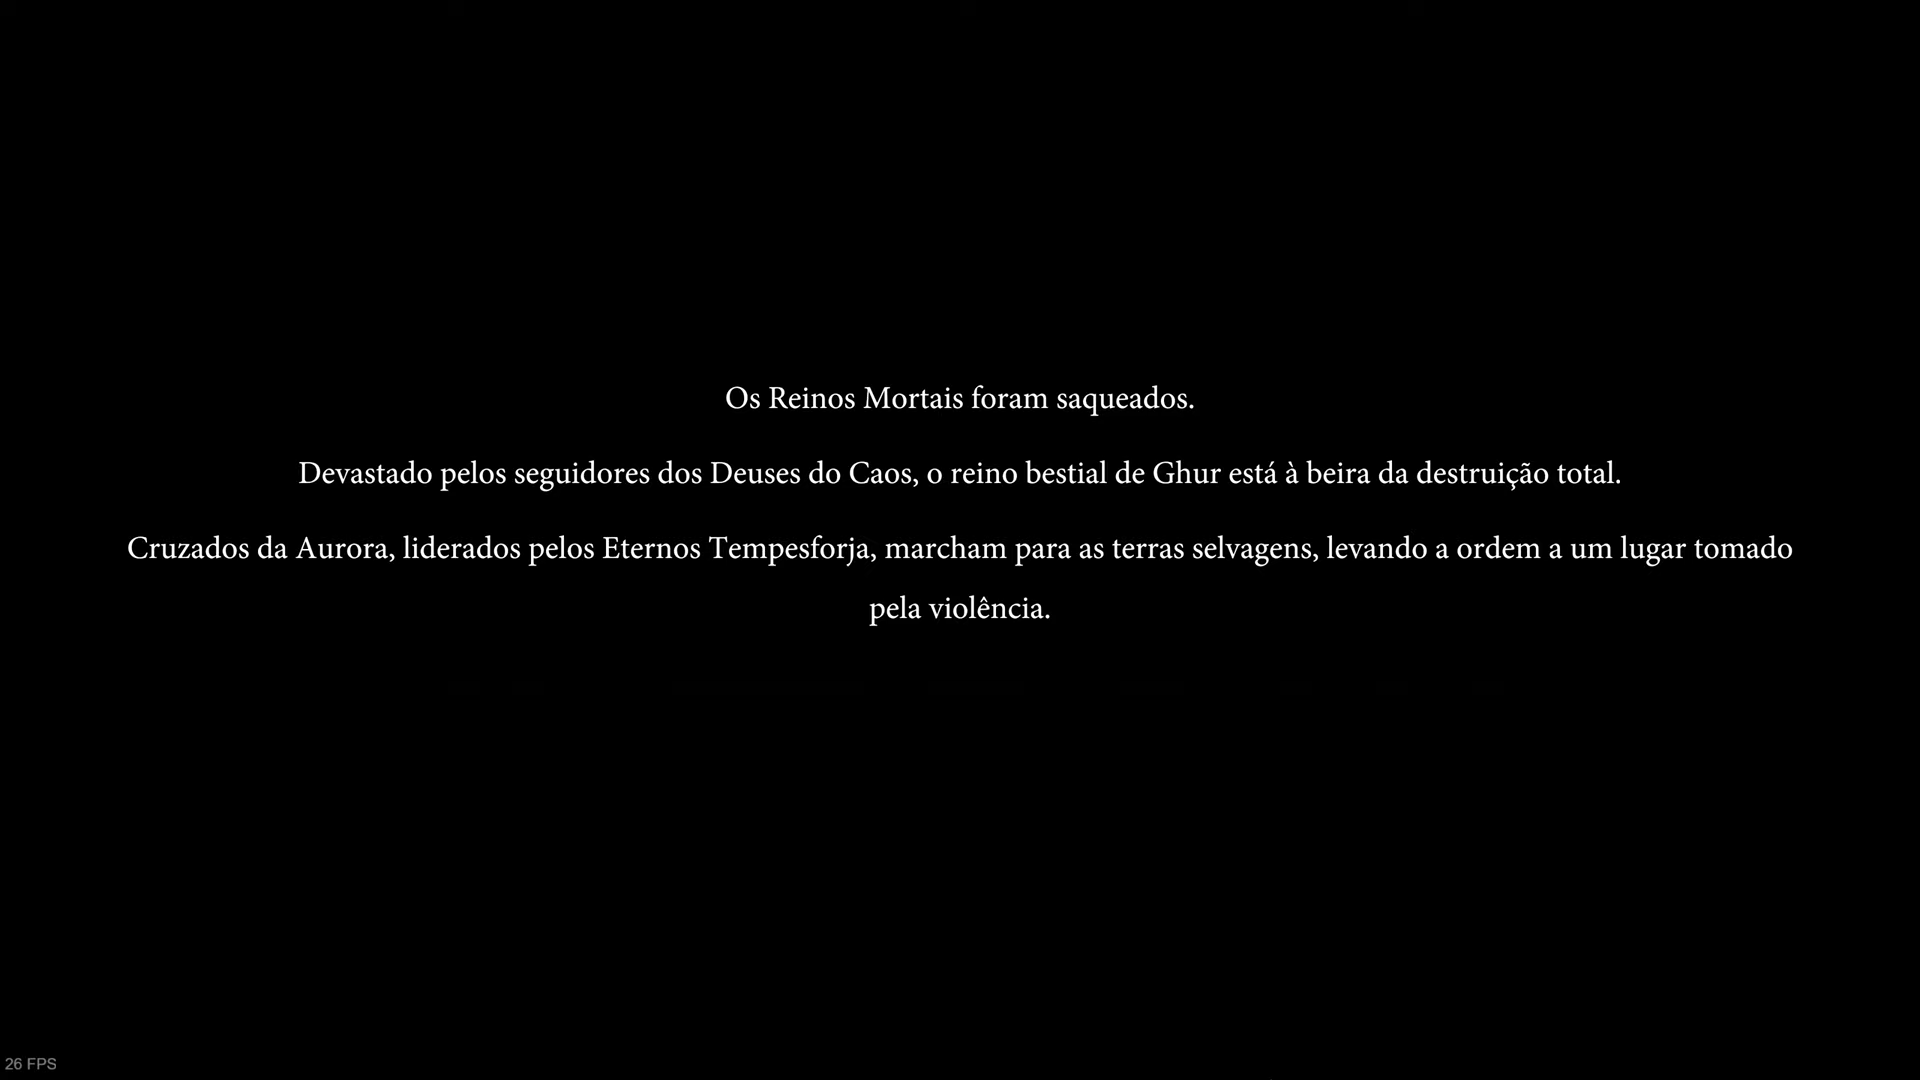 Os Reinos Mortais foram saqueados.
Devastado pelos seguidores dos Deuses do Caos, o reino bestial de Ghur está à beira da destruição total.
Cruzados da Aurora, liderados pelos Eternos Tempesforja, marcham para as terras selvagens, levando a ordem a um lugar tomado
pela violência.
26 FPS